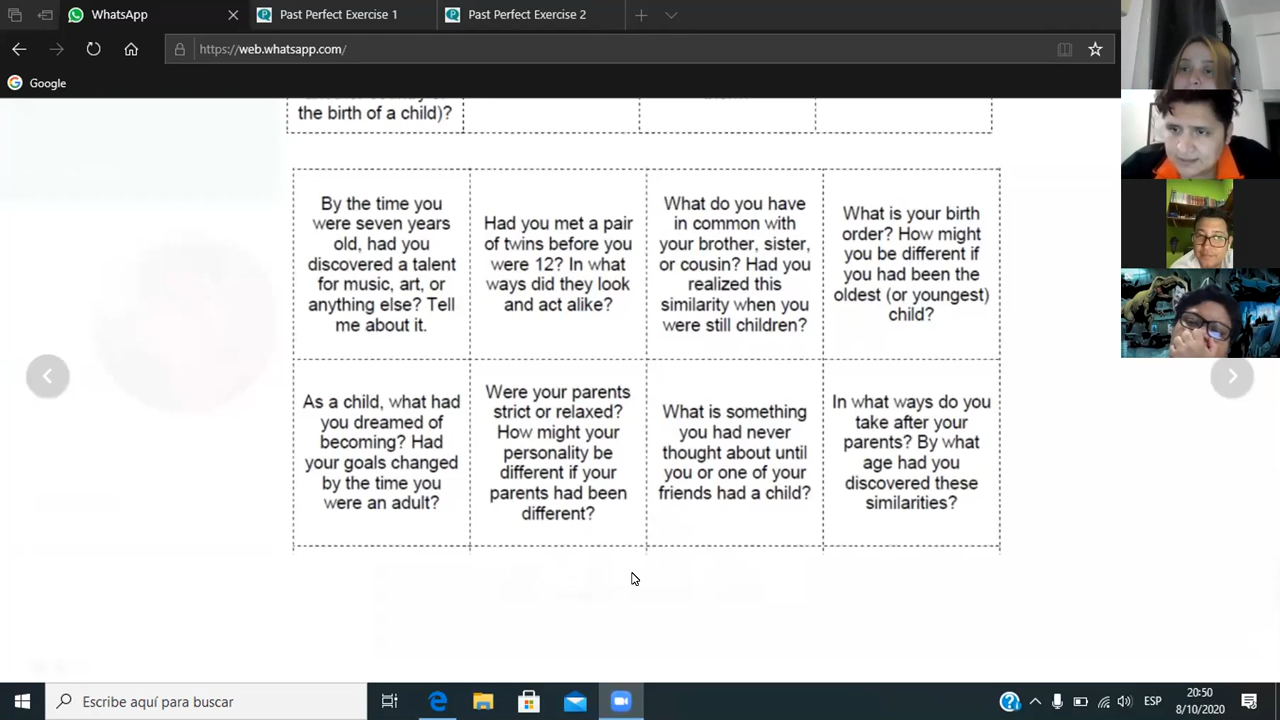 WhatsApp
Past Perfect Exercise 1
Past Perfect Exercise 2
https://web.whatsapp.com/
Google
the birth of a child)?
By the time you
were seven years
old, had you
discovered a talent
for music, art, or
anything else? Tell
me about it.
Had you met a pair
of twins before you
were 12? In what
ways did they look
and act alike?
What do you have
in common with
your brother, sister,
or cousin? Had you
realized this
similarity when you
were still children?
What is your birth
order? How might
you be different if
you had been the
oldest (or youngest)
child?
As a child, what had
you dreamed of
becoming? Had
your goals changed
by the time you
were an adult?
Were your parents
strict or relaxed?
How might your
personality be
different if your
parents had been
different?
What is something
you had never
thought about until
you or one of your
friends had a child?
In what ways do you
take after your
parents? By what
age had you
discovered these
similarities?
Escribe aquí para buscar
ESP
20:50
8/10/2020